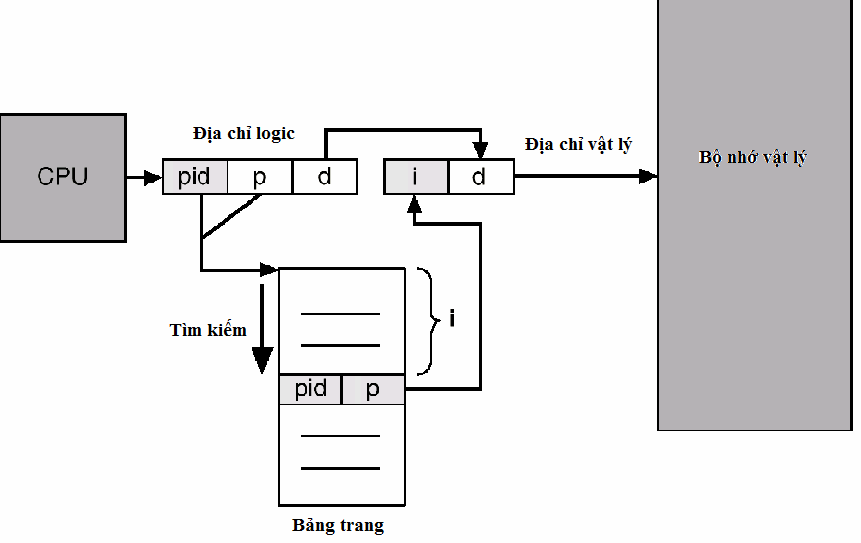 Địa chỉ logic
Địa chỉ vật lý
Bộ nhớ vật lý
CPU
pid p d
i d
Tìm kiếm
i
pid p
Bảng trang